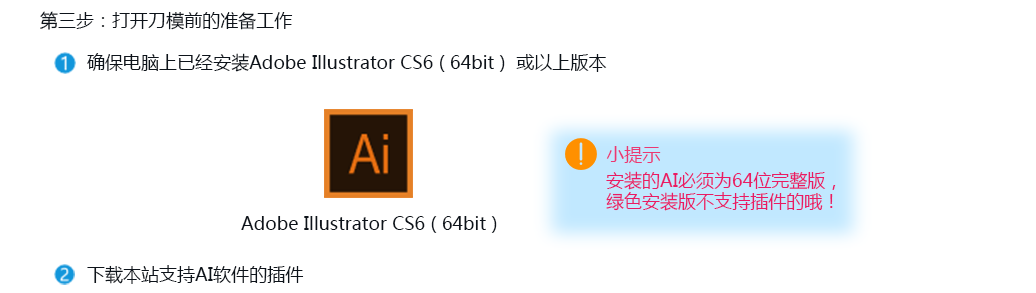 第三步：打开刀模前的准备工作
1 确保电脑上已经安装Adobe Illustrator CS6（64bit）或以上版本
Ai
Adobe Illustrator CS6（64bit）
!
小提示
安装的AI必须为64位完整版，
绿色安装版不支持插件的哦！
2 下载本站支持AI软件的插件